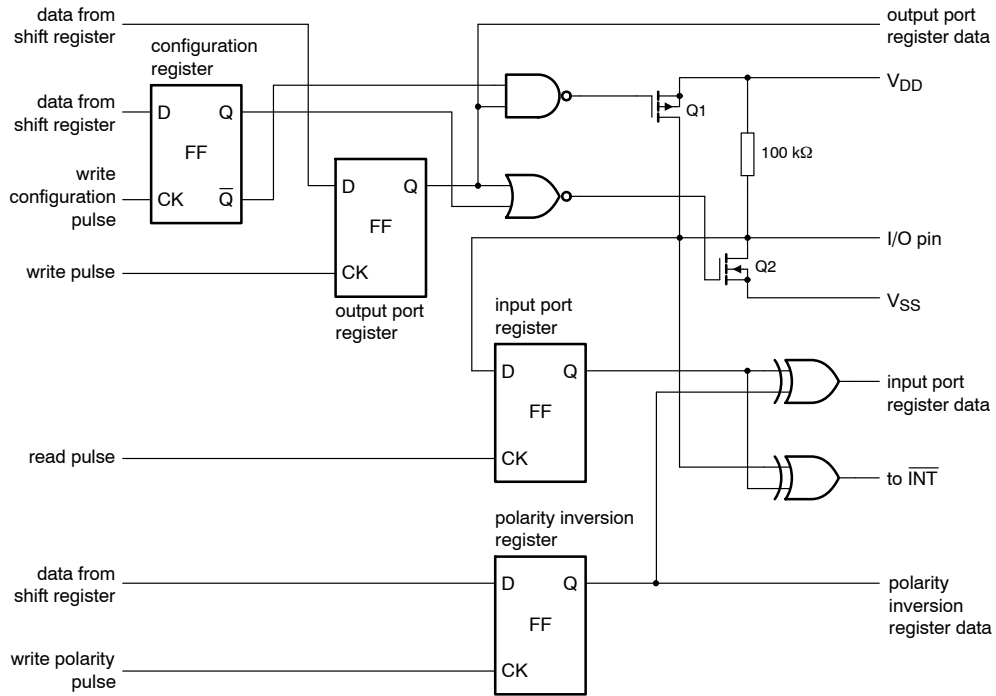 data from
shift register
output port
register data
configuration
register
V_DD
data from
shift register
D
Q
Q1
FF
100 kΩ
write
configuration
pulse
CK
Q̅
D
Q
FF
I/O pin
write pulse
CK
Q2
output port
register
input port
register
V_SS
D
Q
input port
register data
FF
read pulse
CK
to I̅N̅T̅
polarity inversion
register
data from
shift register
D
Q
polarity
inversion
register data
FF
write polarity
pulse
CK